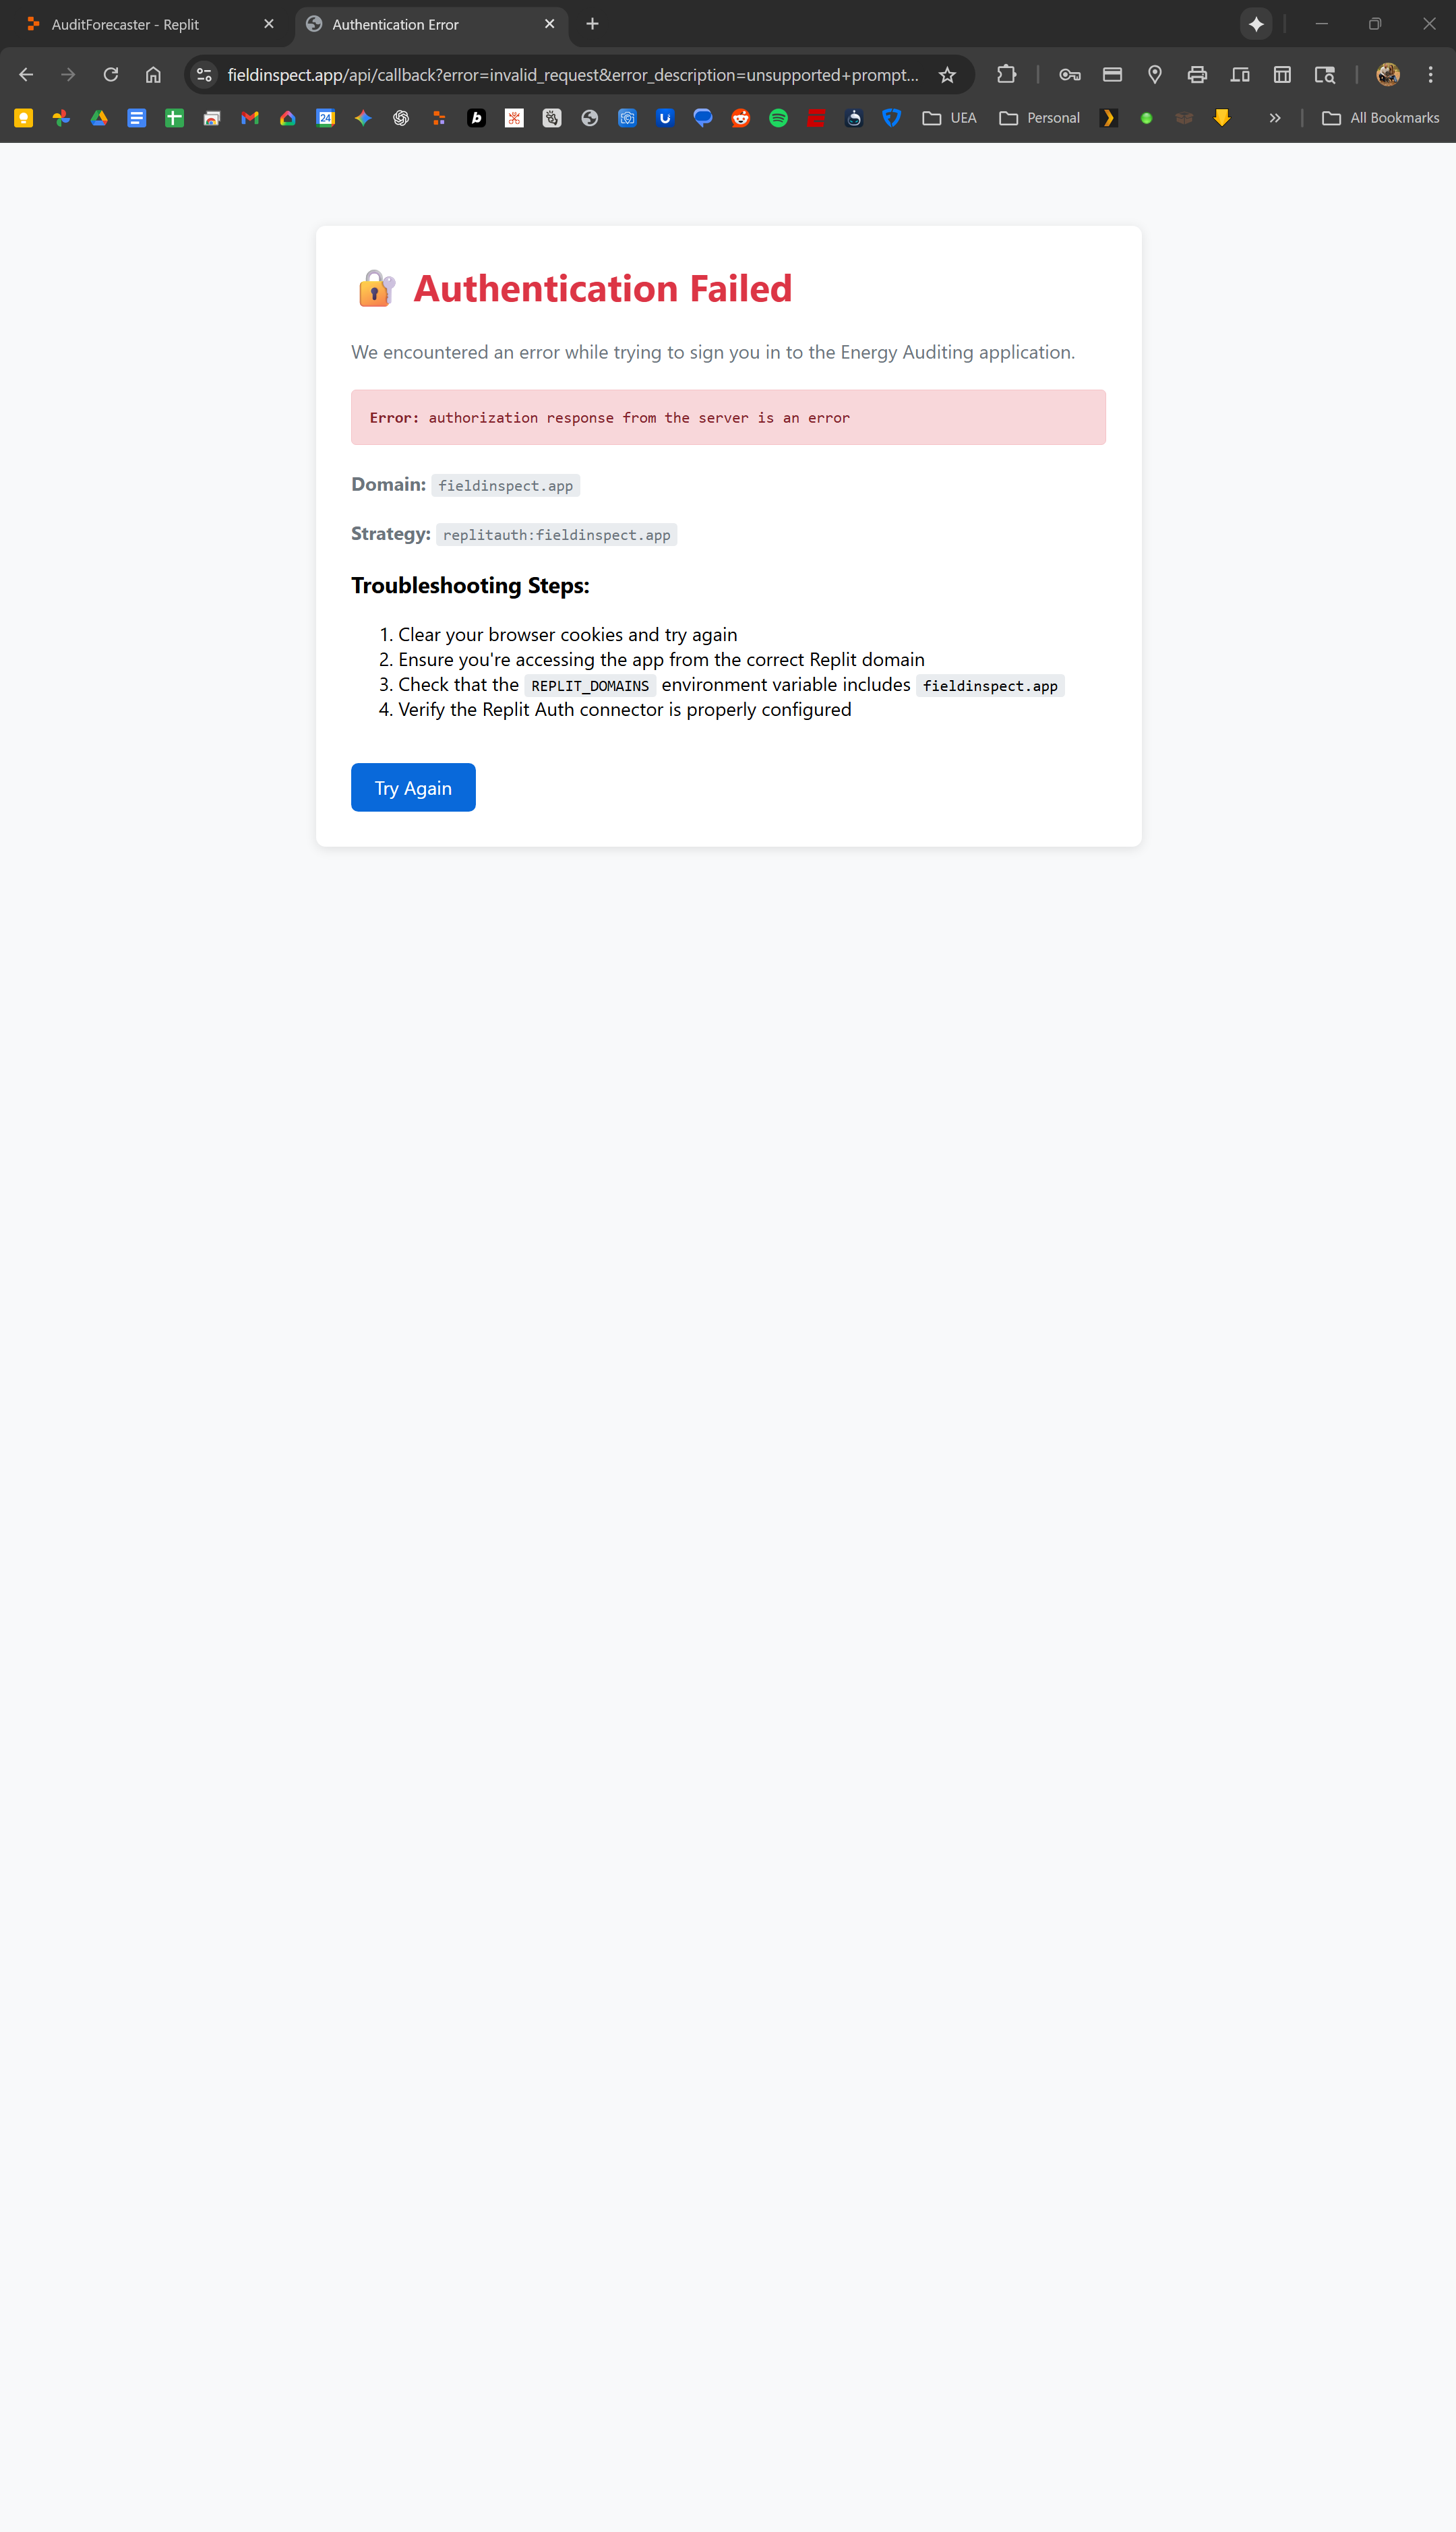 AuditForecaster - Replit
Authentication Error
fieldinspect.app/api/callback?error=invalid_request&error_description=unsupported+prompt...
24
UEA
Personal
All Bookmarks
Authentication Failed
We encountered an error while trying to sign you in to the Energy Auditing application.
Error: authorization response from the server is an error
Domain: fieldinspect.app
Strategy: replitauth:fieldinspect.app
Troubleshooting Steps:
1. Clear your browser cookies and try again
2. Ensure you're accessing the app from the correct Replit domain
3. Check that the REPLIT_DOMAINS environment variable includes fieldinspect.app
4. Verify the Replit Auth connector is properly configured
Try Again